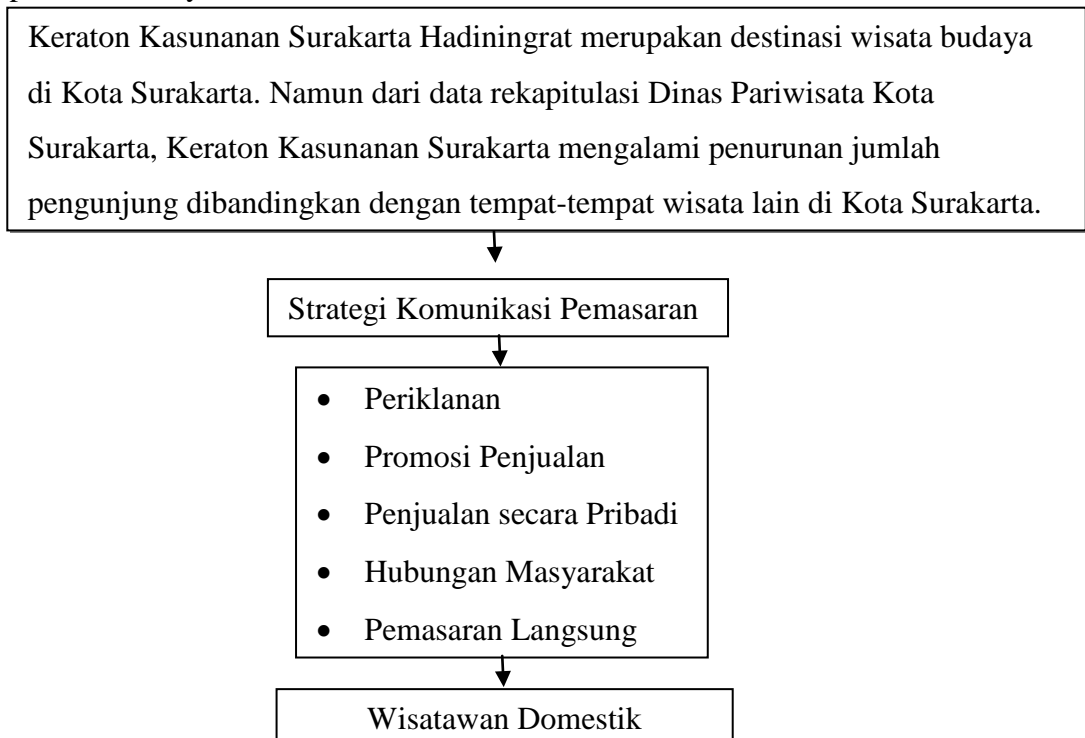 Keraton Kasunanan Surakarta Hadiningrat merupakan destinasi wisata budaya
di Kota Surakarta. Namun dari data rekapitulasi Dinas Pariwisata Kota
Surakarta, Keraton Kasunanan Surakarta mengalami penurunan jumlah
pengunjung dibandingkan dengan tempat-tempat wisata lain di Kota Surakarta.
Strategi Komunikasi Pemasaran
• Periklanan
• Promosi Penjualan
• Penjualan secara Pribadi
• Hubungan Masyarakat
• Pemasaran Langsung
Wisatawan Domestik